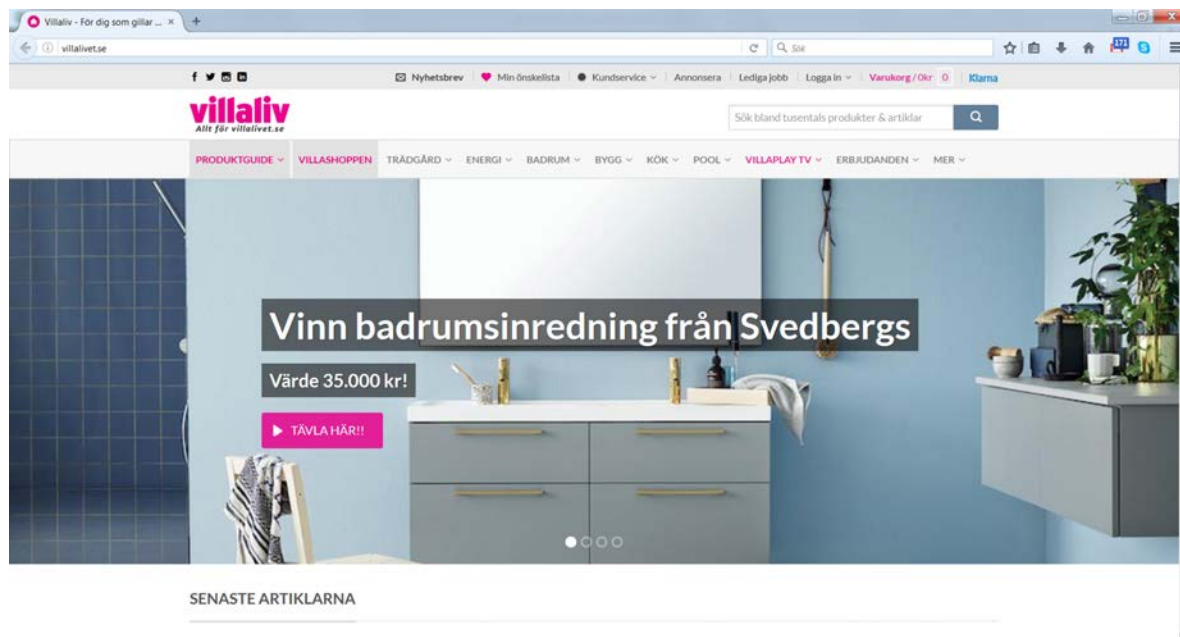 Villaliv - För dig som gillar ...
villalivet.se
Sök
171
Nyhetsbrev Min önskelista Kundservice Annonsera Lediga jobb Logga in Varukorg / 0kr 0 Klarna
villaliv
Allt för villalivet.se
Sök bland tusentals produkter & artiklar
PRODUKTGUIDE VILLASHOPPEN TRÄDGÅRD ENERGI BADRUM BYGG KÖK POOL VILLAPLAY TV ERBJUDANDEN MER
Vinn badrumsinredning från Svedbergs
Värde 35.000 kr!
TÄVLA HÄR!!
SENASTE ARTIKLARNA